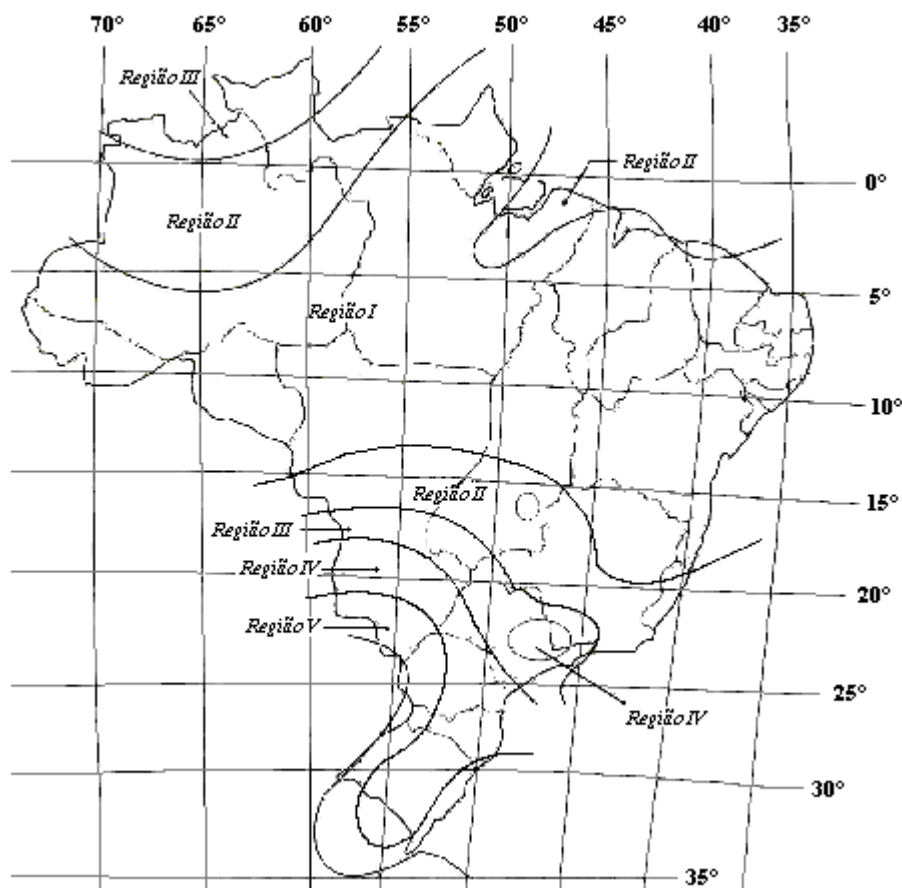 70° 65° 60° 55° 50° 45° 40° 35°
Região III
Região II
0°
Região II
5°
Região I
10°
Região II
15°
Região III
Região IV
20°
Região V
25°
Região IV
30°
35°